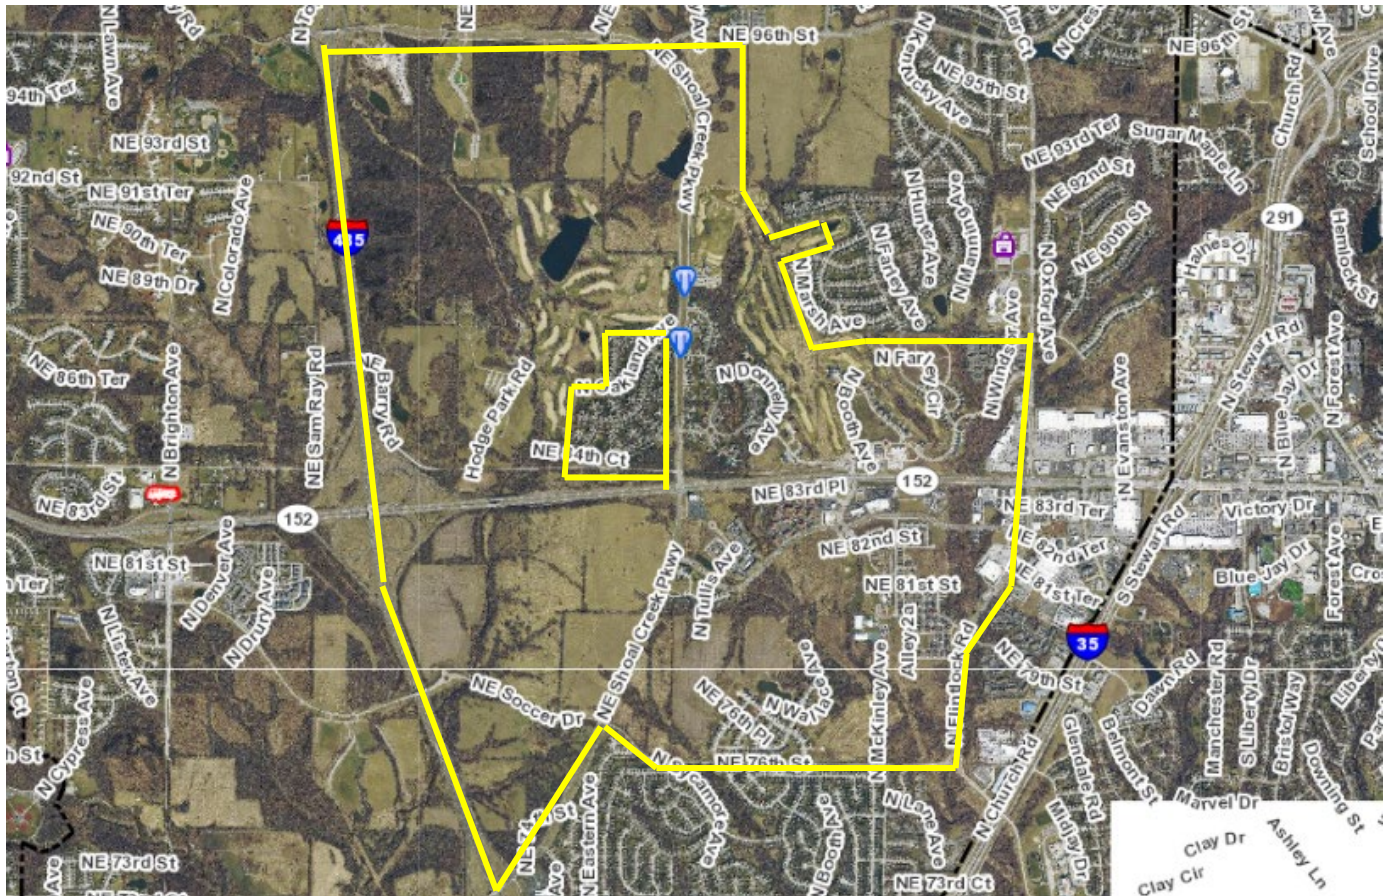 NE 96th St
NE 96th St
N Lawn Ave
94th Ter
NE 95th St
N Kentucky Ave
NE Shoal Creek Pkwy
Church Rd
School Drive
NE 93rd St
92nd St
NE 91st Ter
NE 90th Ter
NE 89th Dr
N Colorado Ave
NE 93rd Ter
Sugar Maple Ln
NE 92nd St
NE 90th St
N Hunter Ave
N Farley Ave
N Marsh Ave
N Oxford Ave
291
Haines Dr
Hemlock St
435
NE 86th Ter
N Brighton Ave
NE Sam Ray Rd
NE Barry Rd
Hodge Park Rd
NE 84th Ct
N Donnelly Ave
N Booth Ave
N Farley Cir
N Evanston Ave
N Stewart Rd
N Blue Jay Dr
N Forest Ave
NE 83rd St
152
NE 83rd Pl
152
NE 83rd Ter
Victory Dr
NE 82nd St
NE 82nd Ter
NE 81st St
NE 81st St
NE 81st Ter
S Stewart Rd
Blue Jay Dr
Forest Ave
N Denver Ave
N Drury Ave
N Lister Ave
N Cypress Ave
NE Shoal Creek Pkwy
N Tullis Ave
N McKinley Ave
Alley 2a
N Flintlock Rd
35
NE 79th St
Dawn Rd
NE Soccer Dr
NE 76th Pl
N Wallace Ave
NE 76th St
N Sycamore Ave
N Eastern Ave
N Church Rd
Glendale Rd
Belmont St
Manchester Rd
S Liberty Dr
Bristol Way
Downing St
N Lane Ave
Midjay Dr
Marvel Dr
Clay Dr
Ashley Ln
Clay Cir
NE 73rd St
NE 73rd Ct